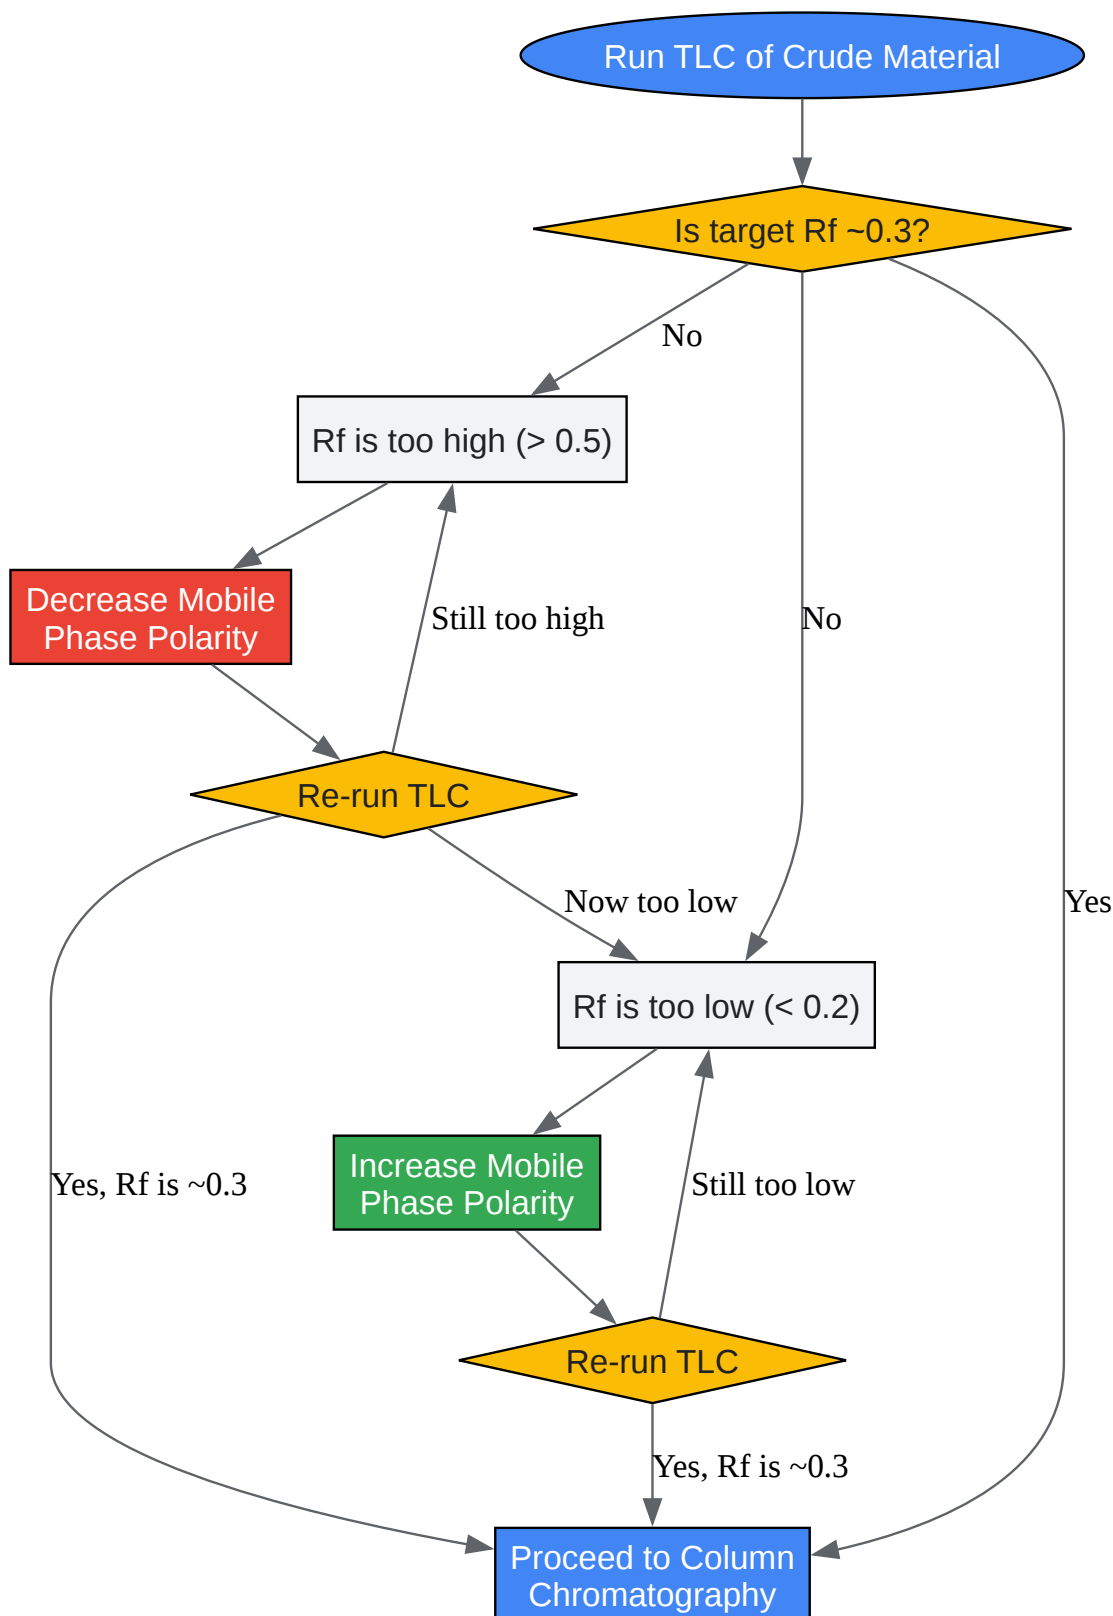 Run TLC of Crude Material
Is target Rf ~0.3?
No
Rf is too high (> 0.5)
Decrease Mobile
Phase Polarity
Still too high
No
Re-run TLC
Now too low
Yes
Rf is too low (< 0.2)
Increase Mobile
Phase Polarity
Yes, Rf is ~0.3
Still too low
Re-run TLC
Yes, Rf is ~0.3
Proceed to Column
Chromatography